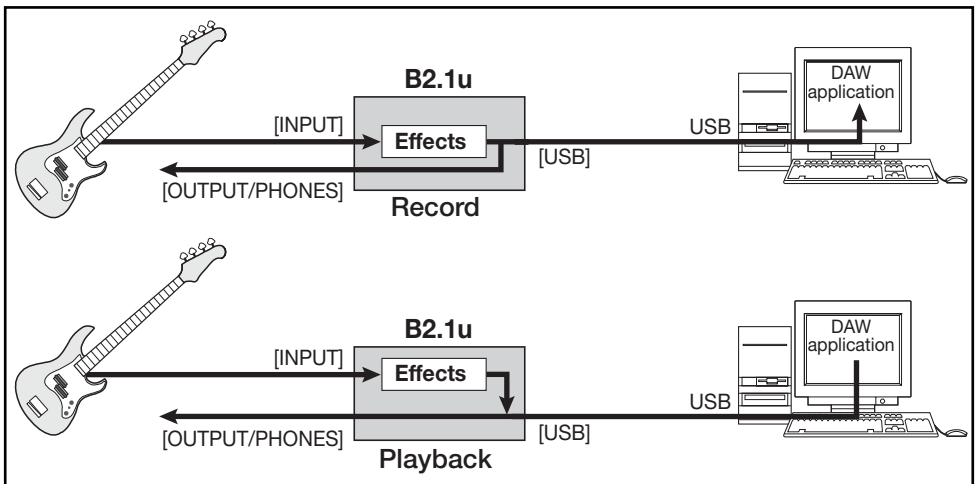 B2.1u
DAW
application
[INPUT]
Effects
USB
[USB]
[OUTPUT/PHONES]
Record
B2.1u
DAW
application
[INPUT]
Effects
USB
[OUTPUT/PHONES]
[USB]
Playback